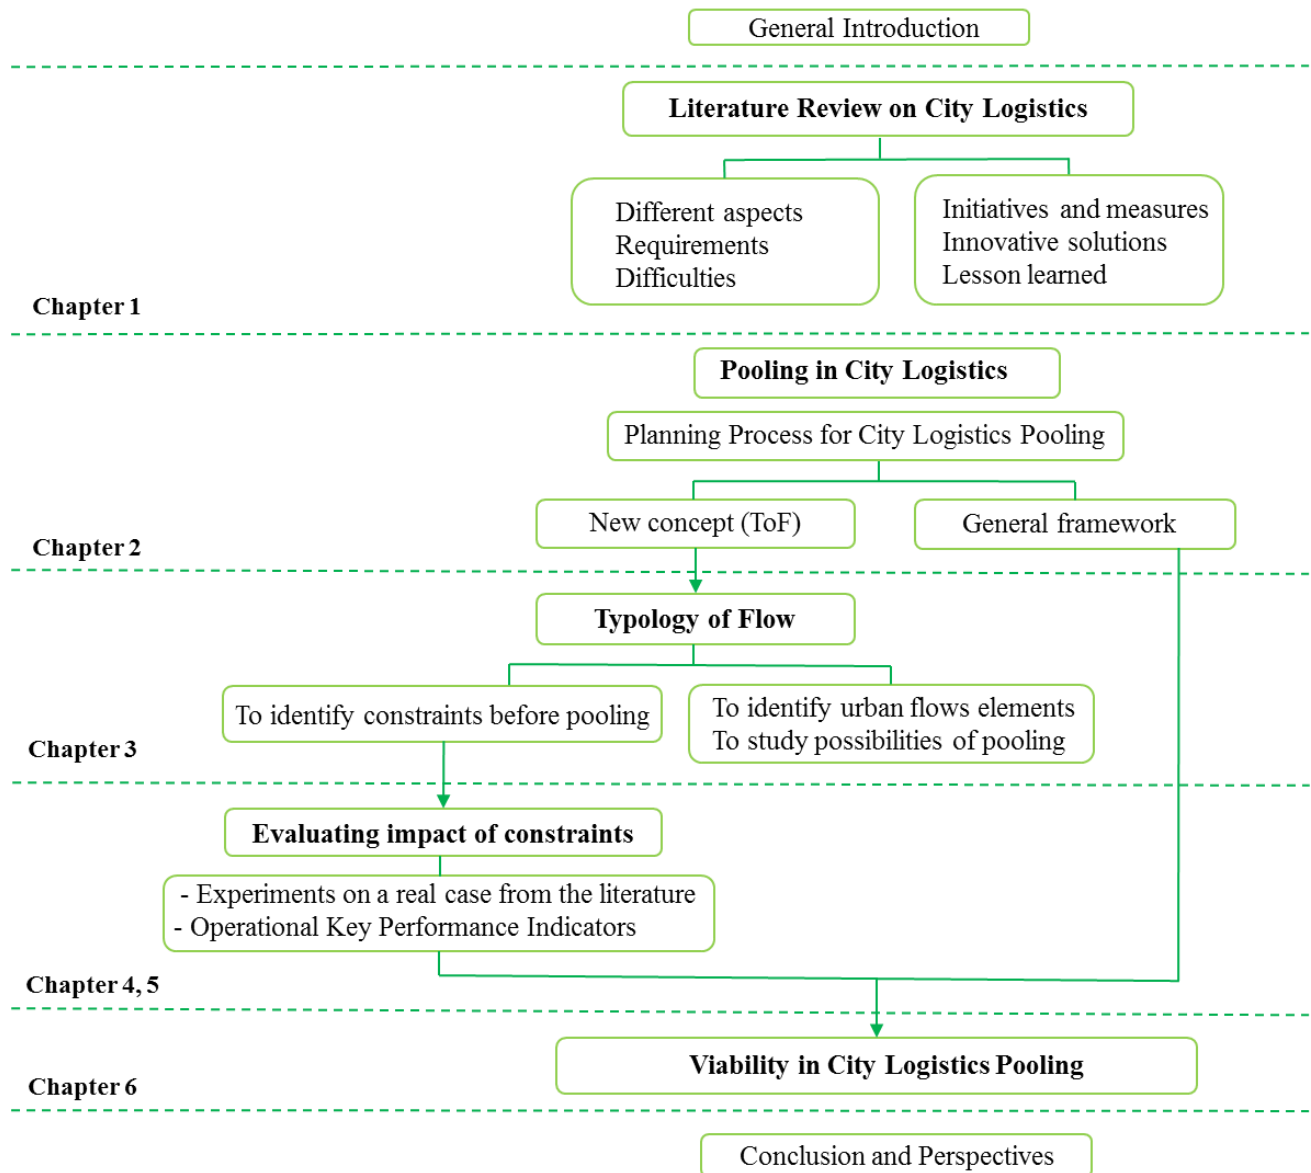 General Introduction
Literature Review on City Logistics
Different aspects
Requirements
Difficulties
Initiatives and measures
Innovative solutions
Lesson learned
Chapter 1
Pooling in City Logistics
Planning Process for City Logistics Pooling
New concept (ToF)
General framework
Chapter 2
Typology of Flow
To identify constraints before pooling
To identify urban flows elements
To study possibilities of pooling
Chapter 3
Evaluating impact of constraints
- Experiments on a real case from the literature
- Operational Key Performance Indicators
Chapter 4, 5
Viability in City Logistics Pooling
Chapter 6
Conclusion and Perspectives